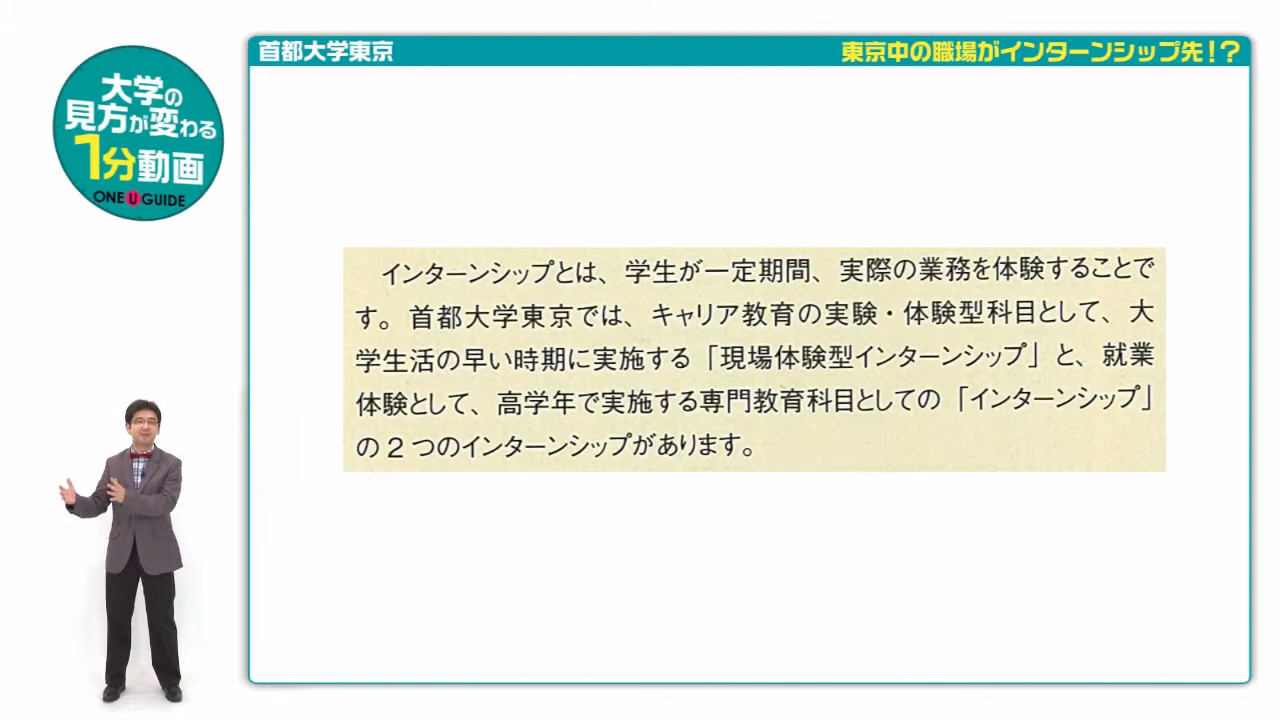 大学の
見方が変わる
1分動画
ONE U GUIDE
首都大学東京
東京中の職場がインターンシップ先!?
インターンシップとは、学生が一定期間、実際の業務を体験することで
す。首都大学東京では、キャリア教育の実験・体験型科目として、大
学生活の早い時期に実施する「現場体験型インターンシップ」と、就業
体験として、高学年で実施する専門教育科目としての「インターンシップ」
の2つのインターンシップがあります。